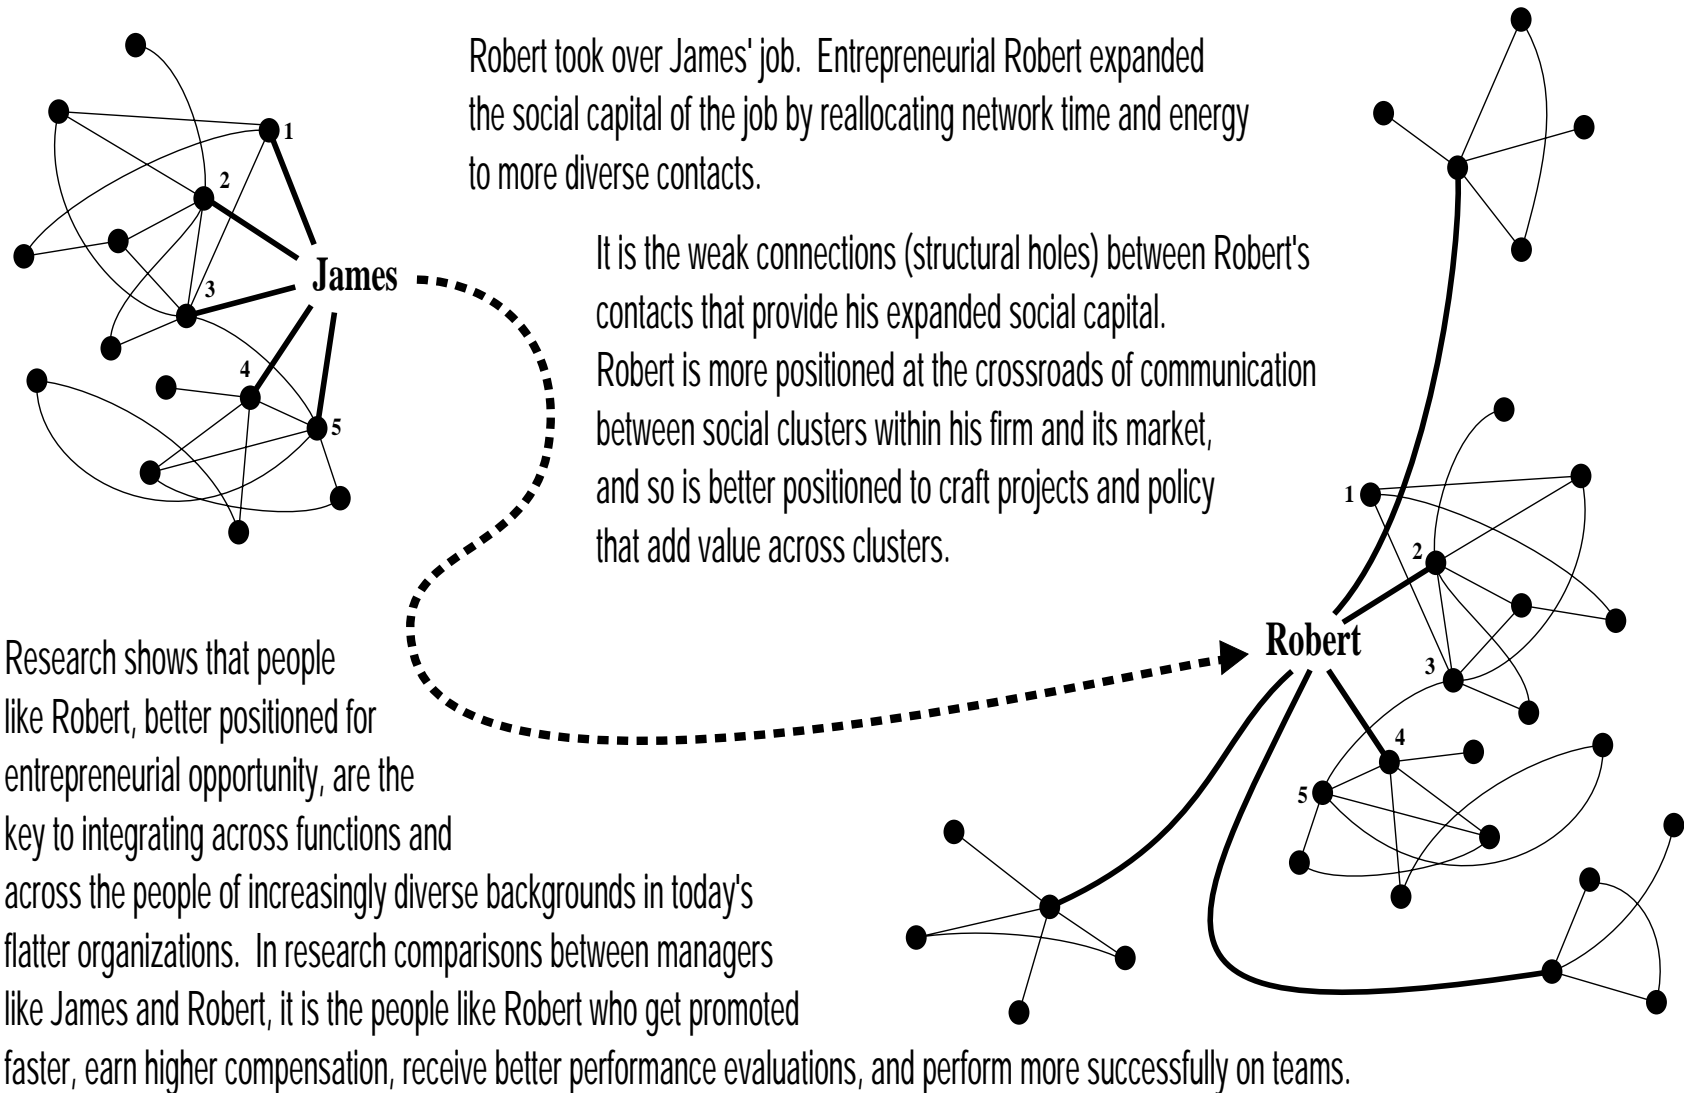 Robert took over James' job.  Entrepreneurial Robert expanded
the social capital of the job by reallocating network time and energy
to more diverse contacts.
1
2
3
James
4
5
It is the weak connections (structural holes) between Robert's
contacts that provide his expanded social capital.
Robert is more positioned at the crossroads of communication
between social clusters within his firm and its market,
and so is better positioned to craft projects and policy
that add value across clusters.
1
2
Robert
3
4
5
Research shows that people
like Robert, better positioned for
entrepreneurial opportunity, are the
key to integrating across functions and
across the people of increasingly diverse backgrounds in today's
flatter organizations.  In research comparisons between managers
like James and Robert, it is the people like Robert who get promoted
faster, earn higher compensation, receive better performance evaluations, and perform more successfully on teams.